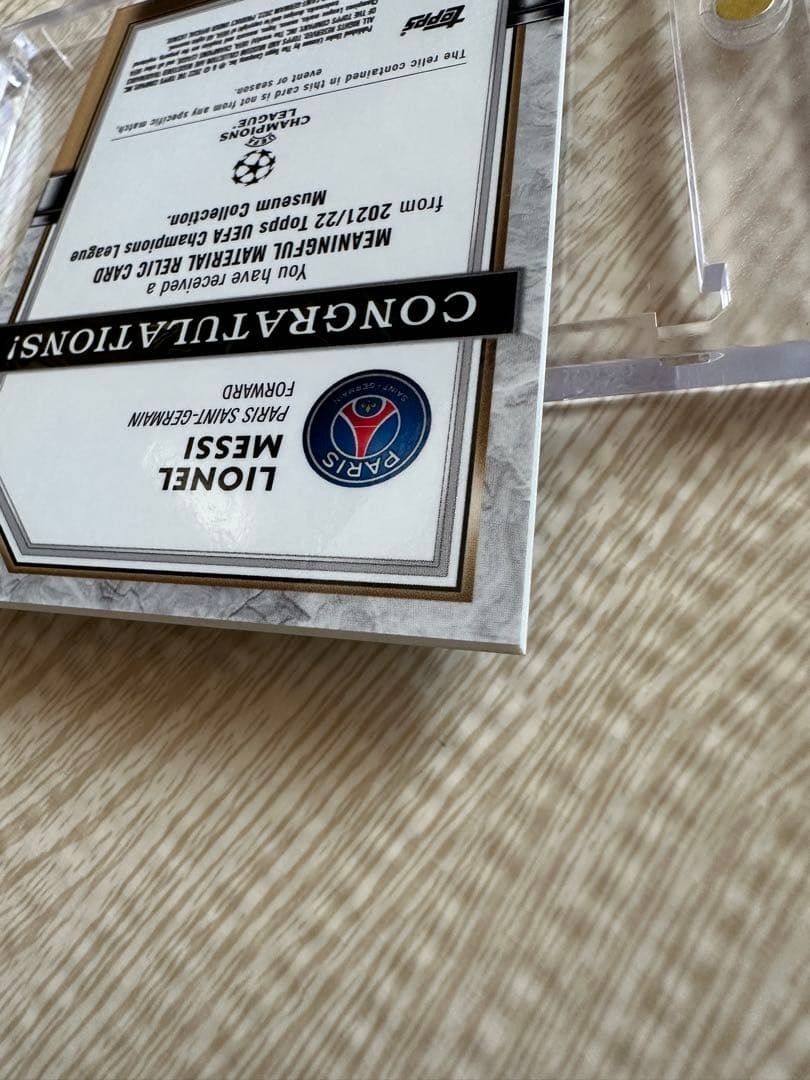 LIONEL
MESSI
PARIS SAINT-GERMAIN
FORWARD
PARIS
SAINT-GERMAIN
CONGRATULATIONS!
You have received a
MEANINGFUL MATERIAL RELIC CARD
from 2021/22 Topps UEFA Champions League
Museum Collection.
UEFA
CHAMPIONS
LEAGUE
The relic contained in this card is not from any specific match,
event or season.
Topps